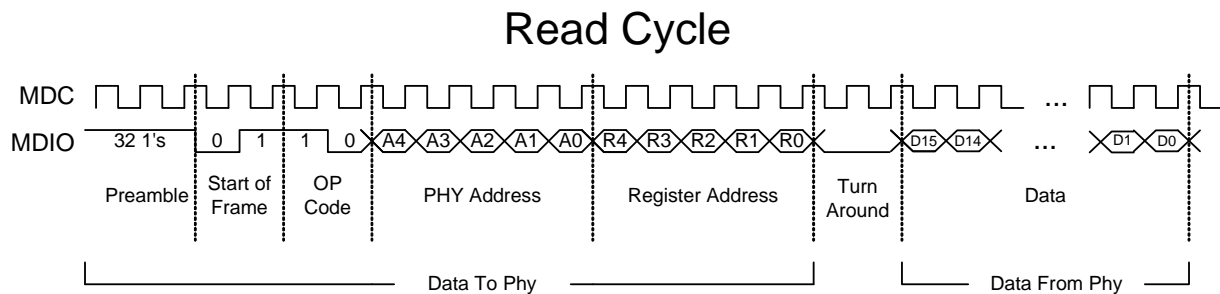 Read Cycle
MDC ...
MDIO 32 1's 0 1 1 0 A4 A3 A2 A1 A0 R4 R3 R2 R1 R0 D15 D14 ... D1 D0
Preamble Start of Frame OP Code PHY Address Register Address Turn Around Data
Data To Phy Data From Phy